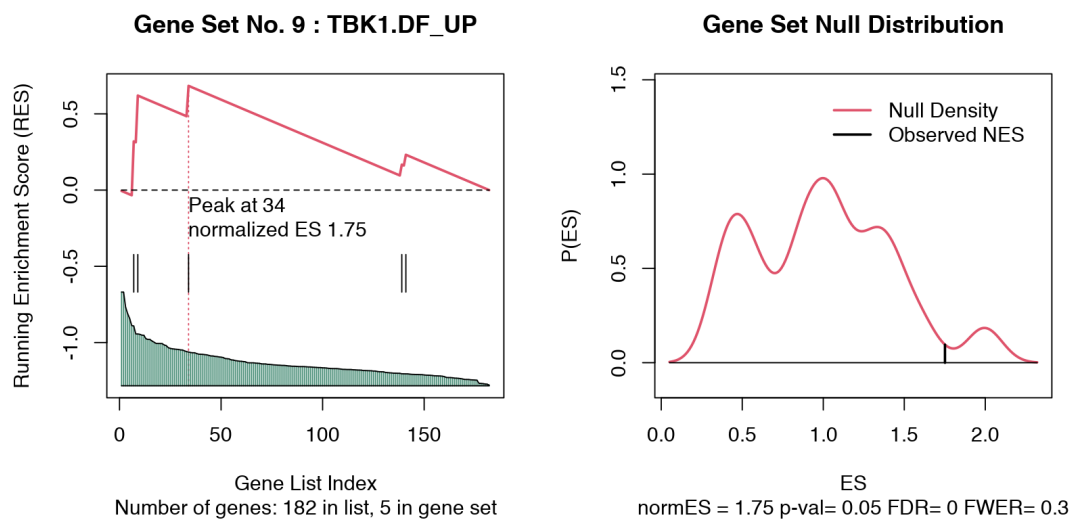 Gene Set No. 9 : TBK1.DF_UP
Running Enrichment Score (RES)
0.5
0.0
-0.5
-1.0
Peak at 34
normalized ES 1.75
0
50
100
150
Gene List Index
Number of genes: 182 in list, 5 in gene set
Gene Set Null Distribution
P(ES)
1.5
1.0
0.5
0.0
Null Density
Observed NES
0.0
0.5
1.0
1.5
2.0
ES
normES = 1.75 p-val= 0.05 FDR= 0 FWER= 0.3